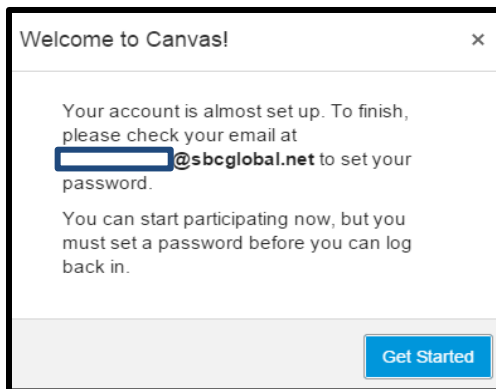 Welcome to Canvas!
×
Your account is almost set up. To finish,
please check your email at
@sbcglobal.net to set your
password.
You can start participating now, but you
must set a password before you can log
back in.
Get Started